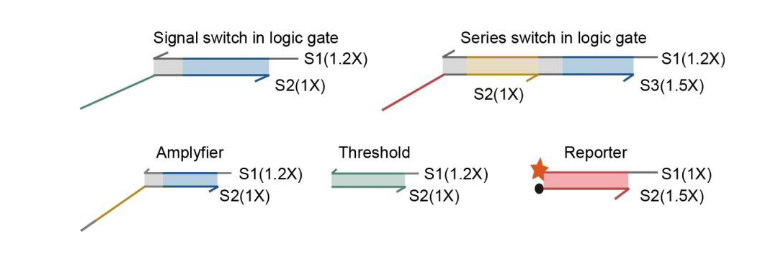 Signal switch in logic gate
S1(1.2X)
S2(1X)
Series switch in logic gate
S1(1.2X)
S2(1X)
S3(1.5X)
Amplyfier
S1(1.2X)
S2(1X)
Threshold
S1(1.2X)
S2(1X)
Reporter
S1(1X)
S2(1.5X)